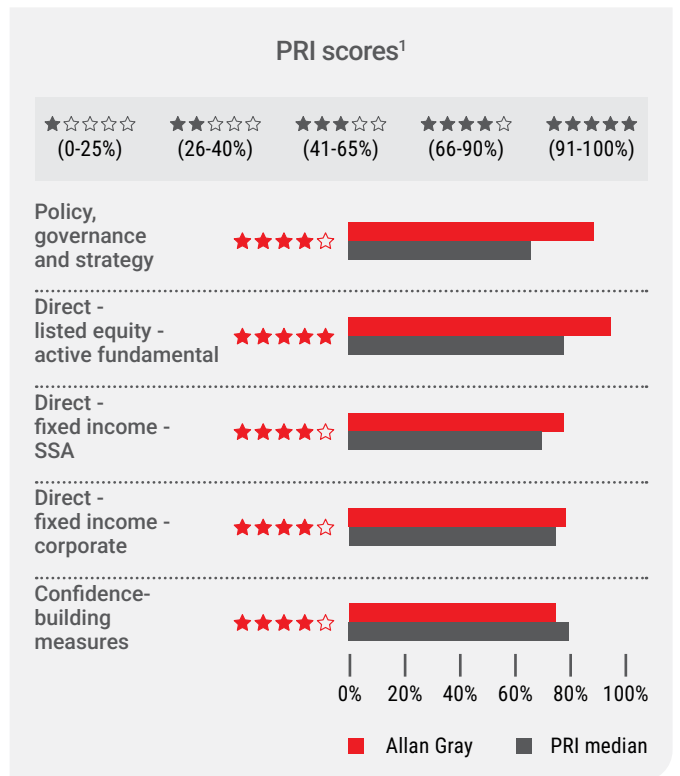 PRI scores1
(0-25%) (26-40%) (41-65%) (66-90%) (91-100%)
Policy,
governance
and strategy
Direct -
listed equity -
active fundamental
Direct -
fixed income -
SSA
Direct -
fixed income -
corporate
Confidence-
building
measures
0% 20% 40% 60% 80% 100%
Allan Gray PRI median